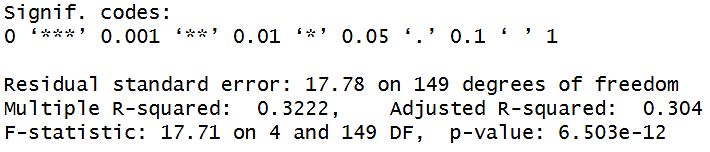 Signif. codes:
0 ‘***’ 0.001 ‘**’ 0.01 ‘*’ 0.05 ‘.’ 0.1 ‘ ’ 1
Residual standard error: 17.78 on 149 degrees of freedom
Multiple R-squared:  0.3222,    Adjusted R-squared:  0.304
F-statistic: 17.71 on 4 and 149 DF,  p-value: 6.503e-12